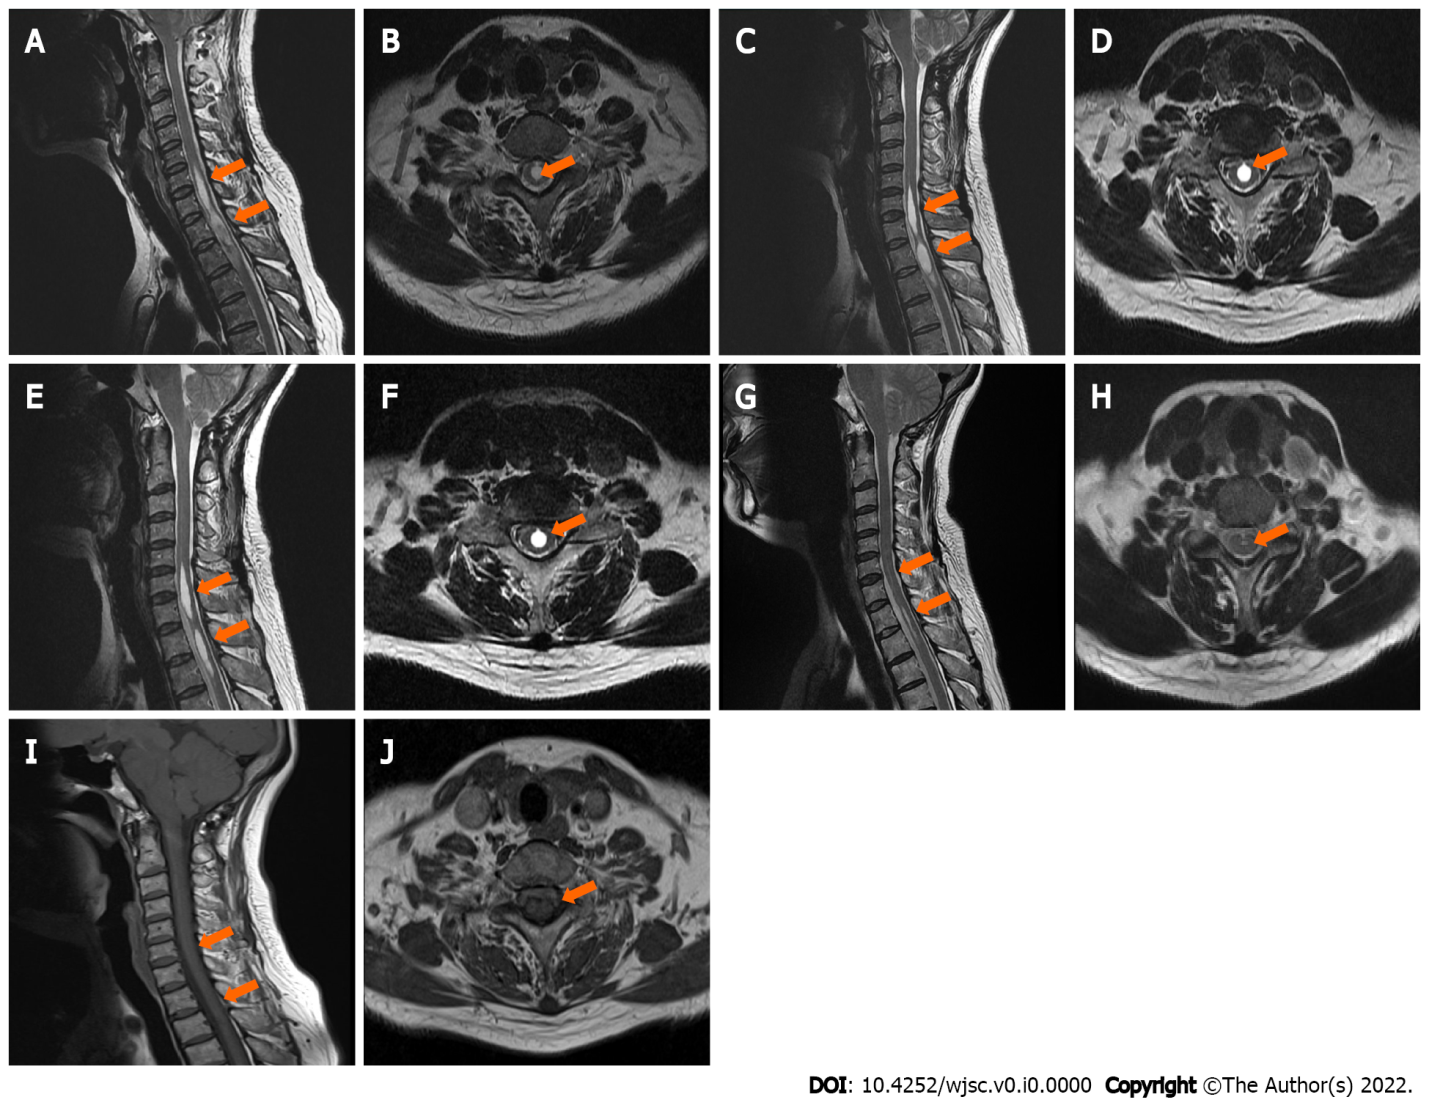 A B C D
E F G H
I J
DOI: 10.4252/wjsc.v0.i0.0000 Copyright ©The Author(s) 2022.